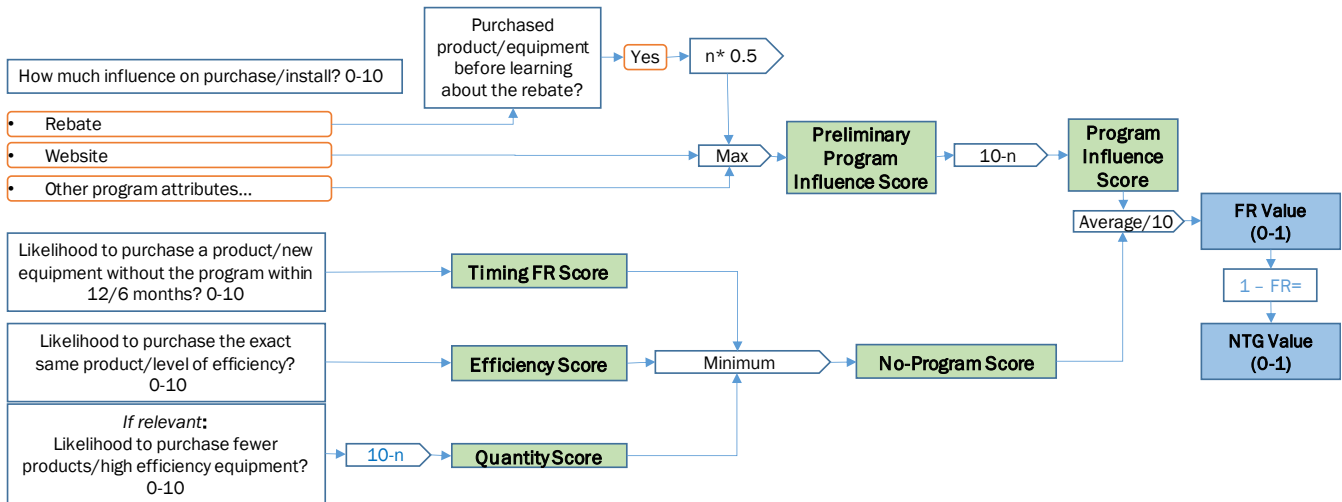 Purchased
product/equipment
before learning
about the rebate?
Yes
n* 0.5
How much influence on purchase/install? 0-10
• Rebate
• Website
• Other program attributes...
Max
Preliminary
Program
Influence Score
10-n
Program
Influence
Score
Average/10
FR Value
(0-1)
1 – FR=
NTG Value
(0-1)
Likelihood to purchase a product/new
equipment without the program within
12/6 months? 0-10
Timing FR Score
Likelihood to purchase the exact
same product/level of efficiency?
0-10
Efficiency Score
Minimum
No-Program Score
If relevant:
Likelihood to purchase fewer
products/high efficiency equipment?
0-10
10-n
Quantity Score